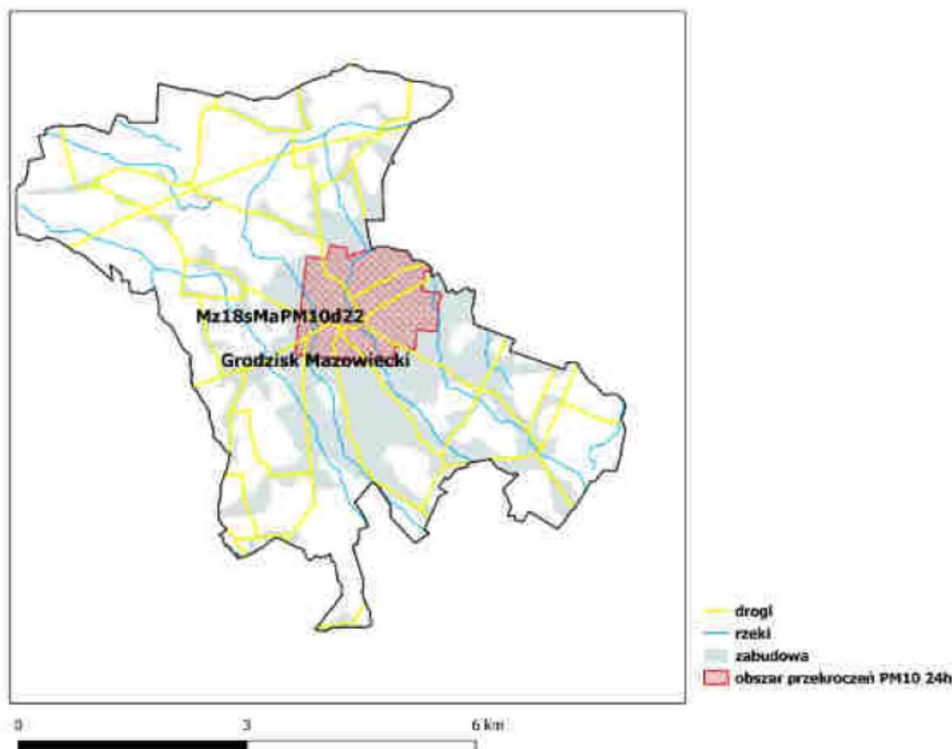 Mz18sMaPM10d22
Grodzisk Mazowiecki
drogi
rzeki
zabudowa
obszar przekroczeń PM10 24h
0 3 6 km